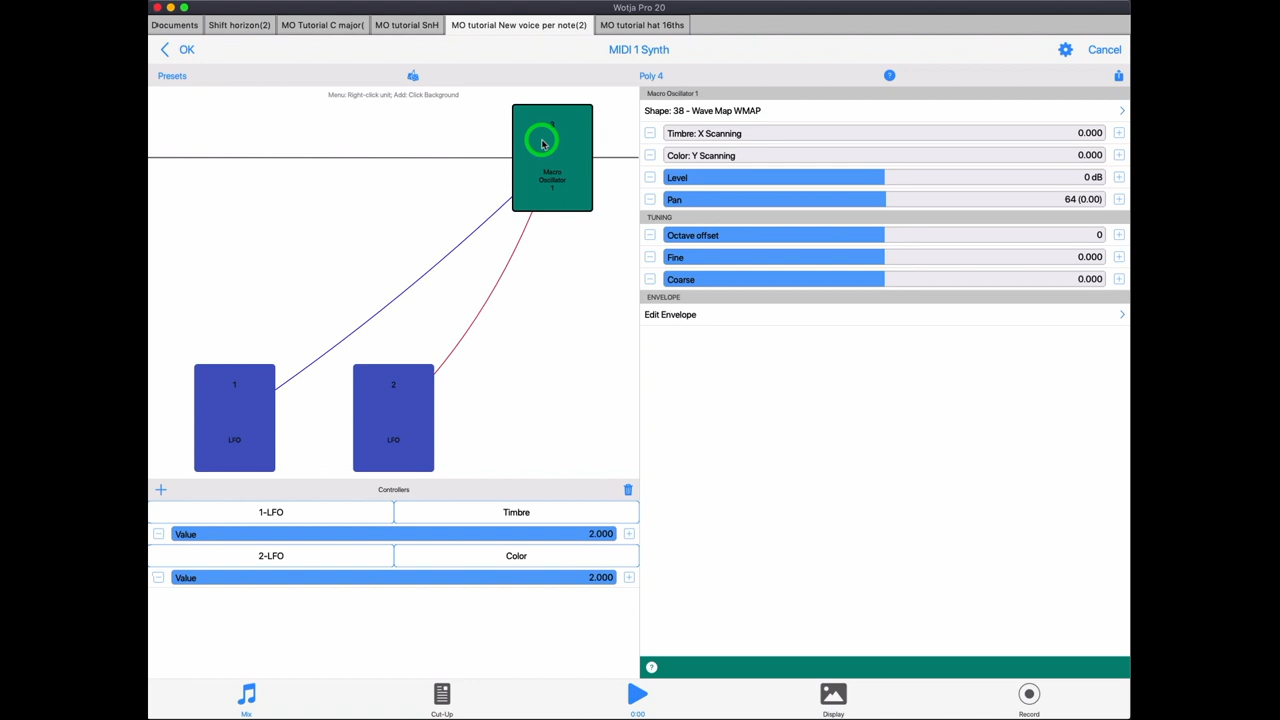 Wotja Pro 20
Documents
Shift horizon(2)
MO Tutorial C major(
MO tutorial SnH
MO tutorial New voice per note(2)
MO tutorial hat 16ths
OK
MIDI 1 Synth
Cancel
Presets
Poly 4
?
Menu: Right-click unit; Add: Click Background
3
Macro
Oscillator
1
1
LFO
2
LFO
Controllers
1-LFO
Timbre
Value
2.000
2-LFO
Color
Value
2.000
Macro Oscillator 1
Shape: 38 - Wave Map WMAP
Timbre: X Scanning
0.000
Color: Y Scanning
0.000
Level
0 dB
Pan
64 (0.00)
TUNING
Octave offset
0
Fine
0.000
Coarse
0.000
ENVELOPE
Edit Envelope
?
Mix
Cut-Up
0:00
Display
Record